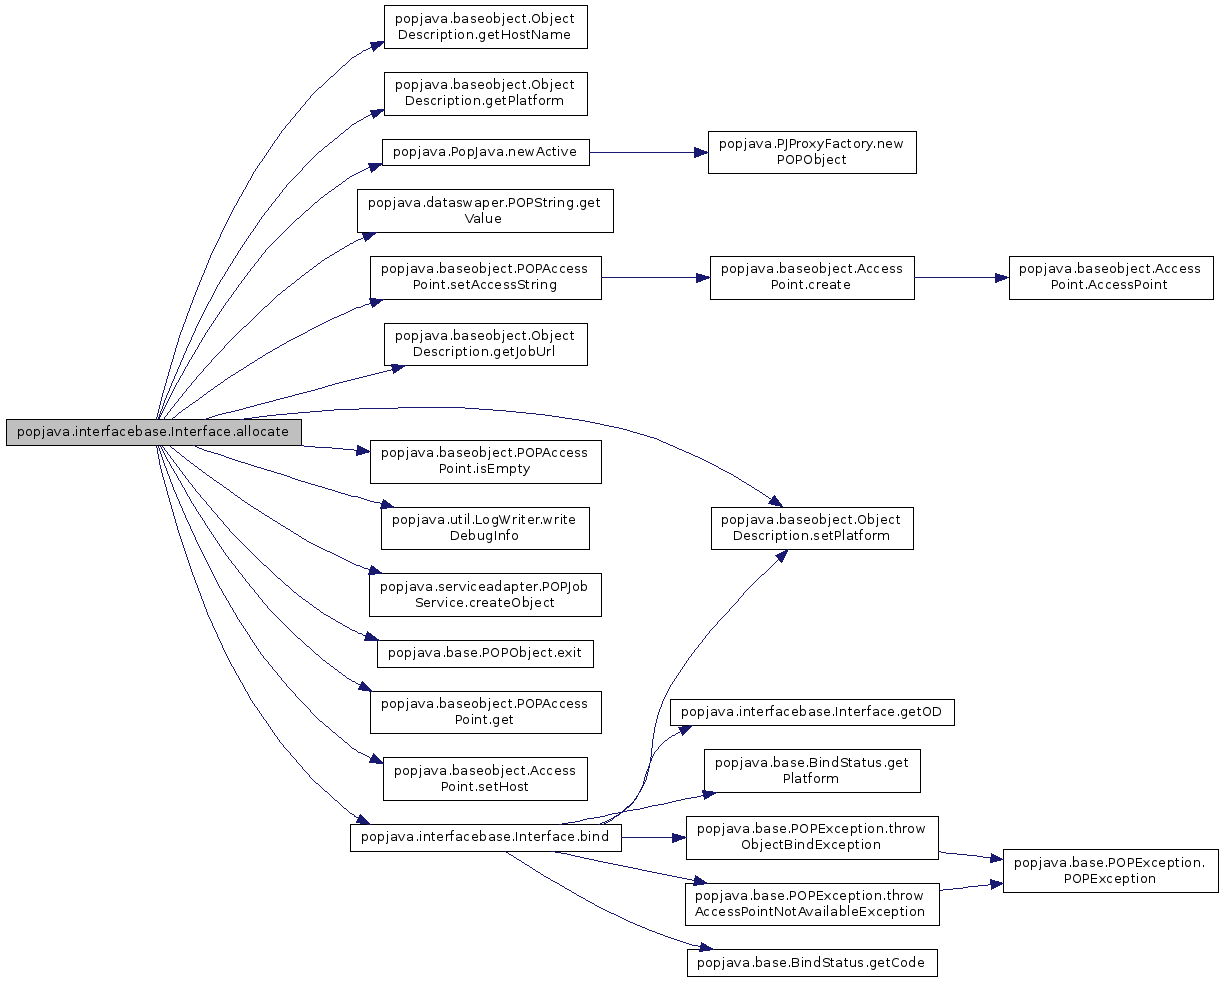 popjava.baseobject.Object
Description.getHostName
popjava.baseobject.Object
Description.getPlatform
popjava.PopJava.newActive
popjava.PJProxyFactory.new
POPObject
popjava.dataswaper.POPString.get
Value
popjava.baseobject.POPAccess
Point.setAccessString
popjava.baseobject.Access
Point.create
popjava.baseobject.Access
Point.AccessPoint
popjava.baseobject.Object
Description.getJobUrl
popjava.interfacebase.Interface.allocate
popjava.baseobject.POPAccess
Point.isEmpty
popjava.util.LogWriter.write
DebugInfo
popjava.baseobject.Object
Description.setPlatform
popjava.serviceadapter.POPJob
Service.createObject
popjava.base.POPObject.exit
popjava.baseobject.POPAccess
Point.get
popjava.interfacebase.Interface.getOD
popjava.baseobject.Access
Point.setHost
popjava.base.BindStatus.get
Platform
popjava.interfacebase.Interface.bind
popjava.base.POPException.throw
ObjectBindException
popjava.base.POPException.
POPException
popjava.base.POPException.throw
AccessPointNotAvailableException
popjava.base.BindStatus.getCode